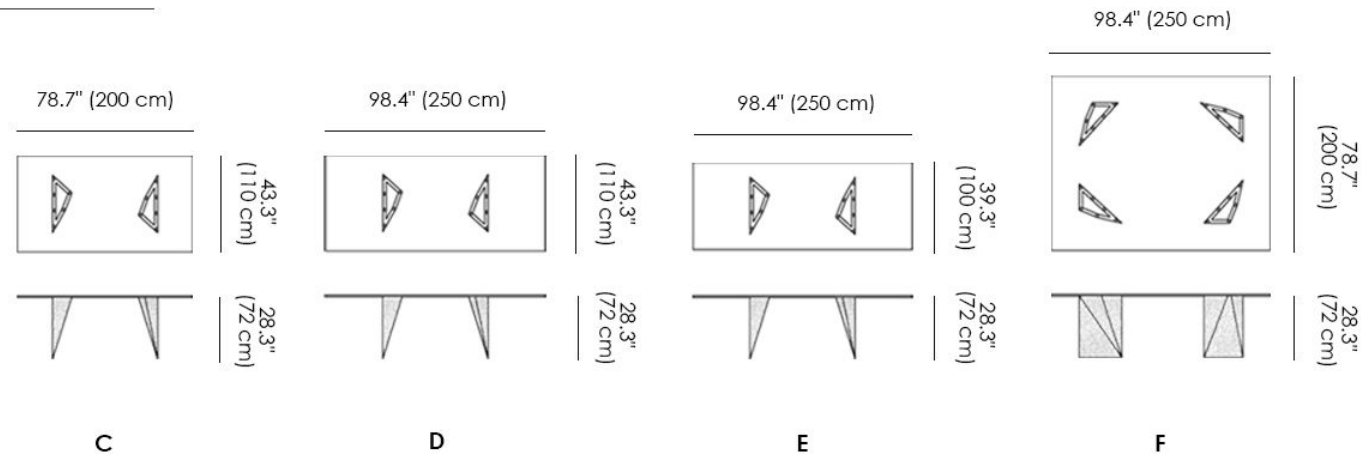 78.7" (200 cm)
43.3"
(110 cm)
28.3"
(72 cm)
C
98.4" (250 cm)
43.3"
(110 cm)
28.3"
(72 cm)
D
98.4" (250 cm)
39.3"
(100 cm)
28.3"
(72 cm)
E
98.4" (250 cm)
78.7"
(200 cm)
28.3"
(72 cm)
F